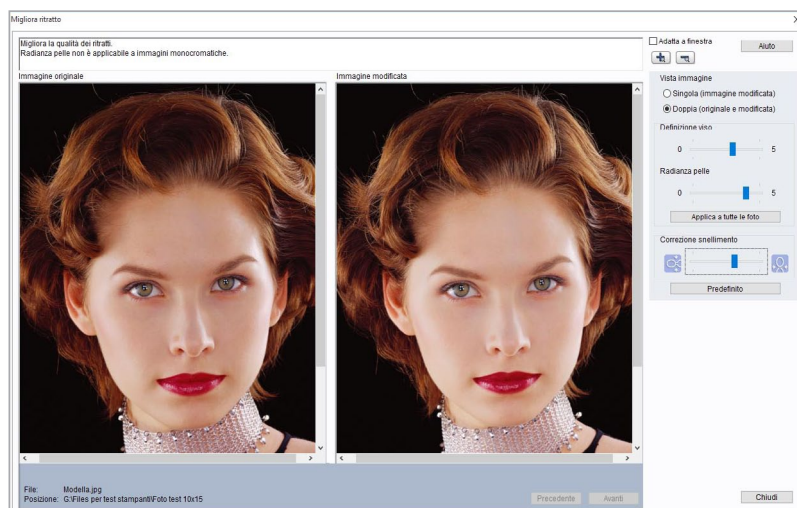 Migliora ritratto
Migliora la qualità dei ritratti.
Radianza pelle non è applicabile a immagini monocromatiche.
Adatta a finestra
Aiuto
Immagine originale
Immagine modificata
Vista immagine
Singola (immagine modificata)
Doppia (originale e modificata)
Definizione viso
0 5
Radianza pelle
0 5
Applica a tutte le foto
Correzione snellimento
Predefinito
File: Modella.jpg
Posizione: G:\Files per test stampanti\Foto test 10x15
Precedente
Avanti
Chiudi